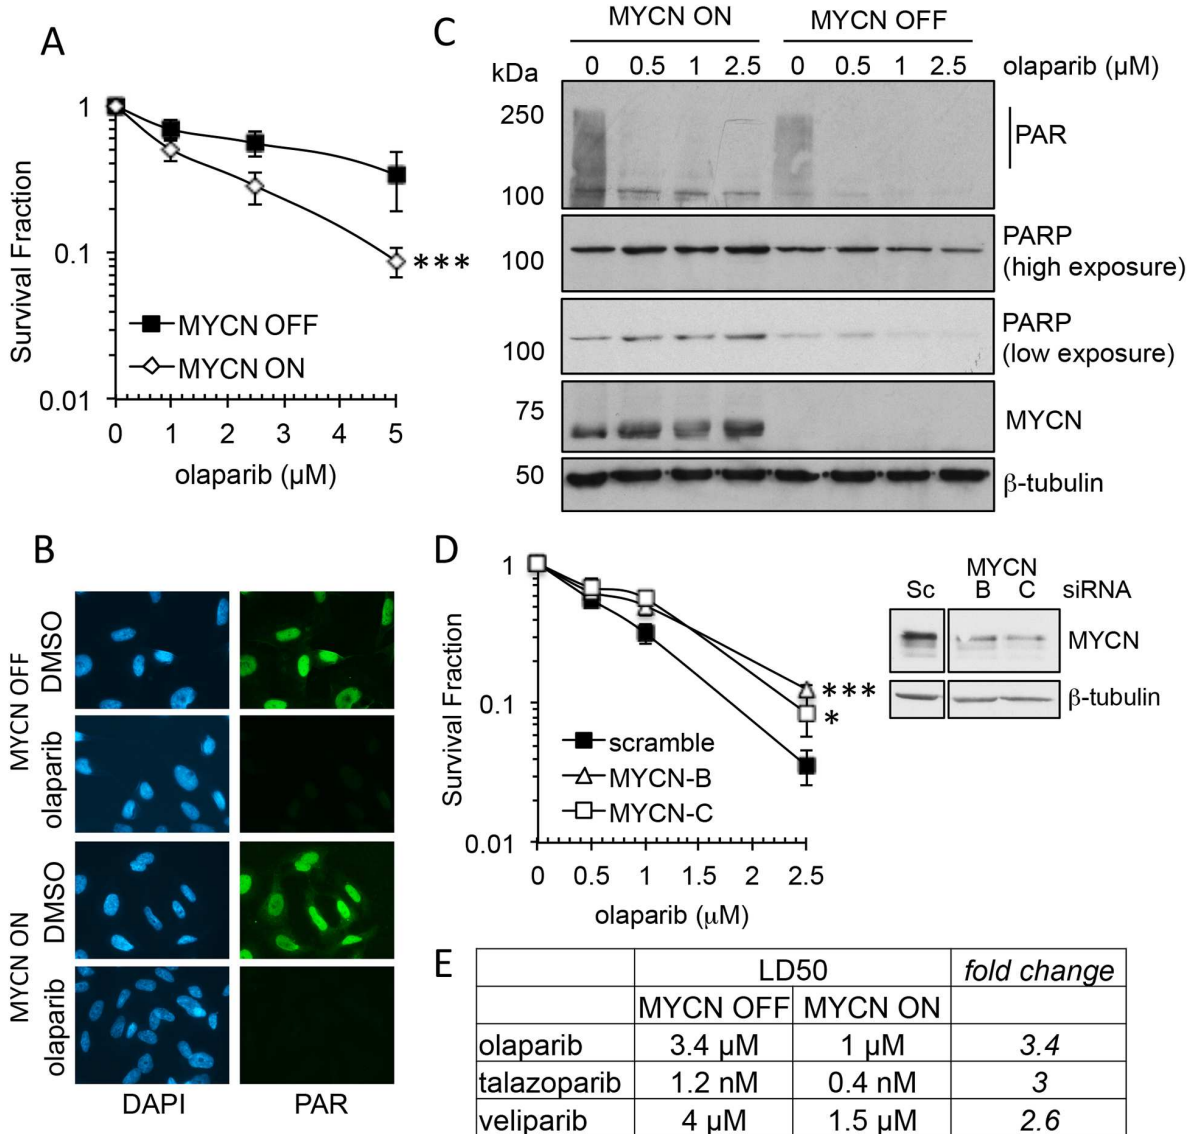 A
1
0.1
0.01
Survival Fraction
MYCN OFF
MYCN ON
***
0 1 2 3 4 5
olaparib (µM)
C
MYCN ON MYCN OFF
kDa
0 0.5 1 2.5 0 0.5 1 2.5 olaparib (µM)
250
100
PAR
100
PARP
(high exposure)
100
PARP
(low exposure)
75
MYCN
50
β-tubulin
B
MYCN OFF
DMSO
olaparib
MYCN ON
DMSO
olaparib
DAPI PAR
D
1
0.1
0.01
Survival Fraction
***
*
scramble
MYCN-B
MYCN-C
0 0.5 1 2 2.5
olaparib (µM)
MYCN
Sc B C siRNA
MYCN
β-tubulin
E
LD50 fold change
MYCN OFF MYCN ON
olaparib 3.4 µM 1 µM 3.4
talazoparib 1.2 nM 0.4 nM 3
veliparib 4 µM 1.5 µM 2.6